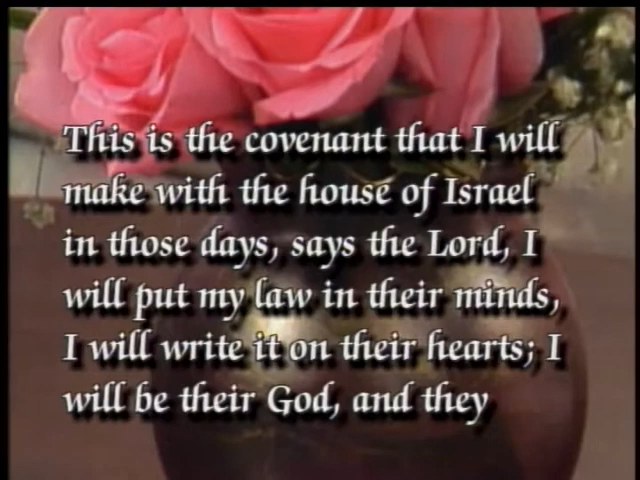 This is the covenant that I will
make with the house of Israel
in those days, says the Lord, I
will put my law in their minds,
I will write it on their hearts; I
will be their God, and they